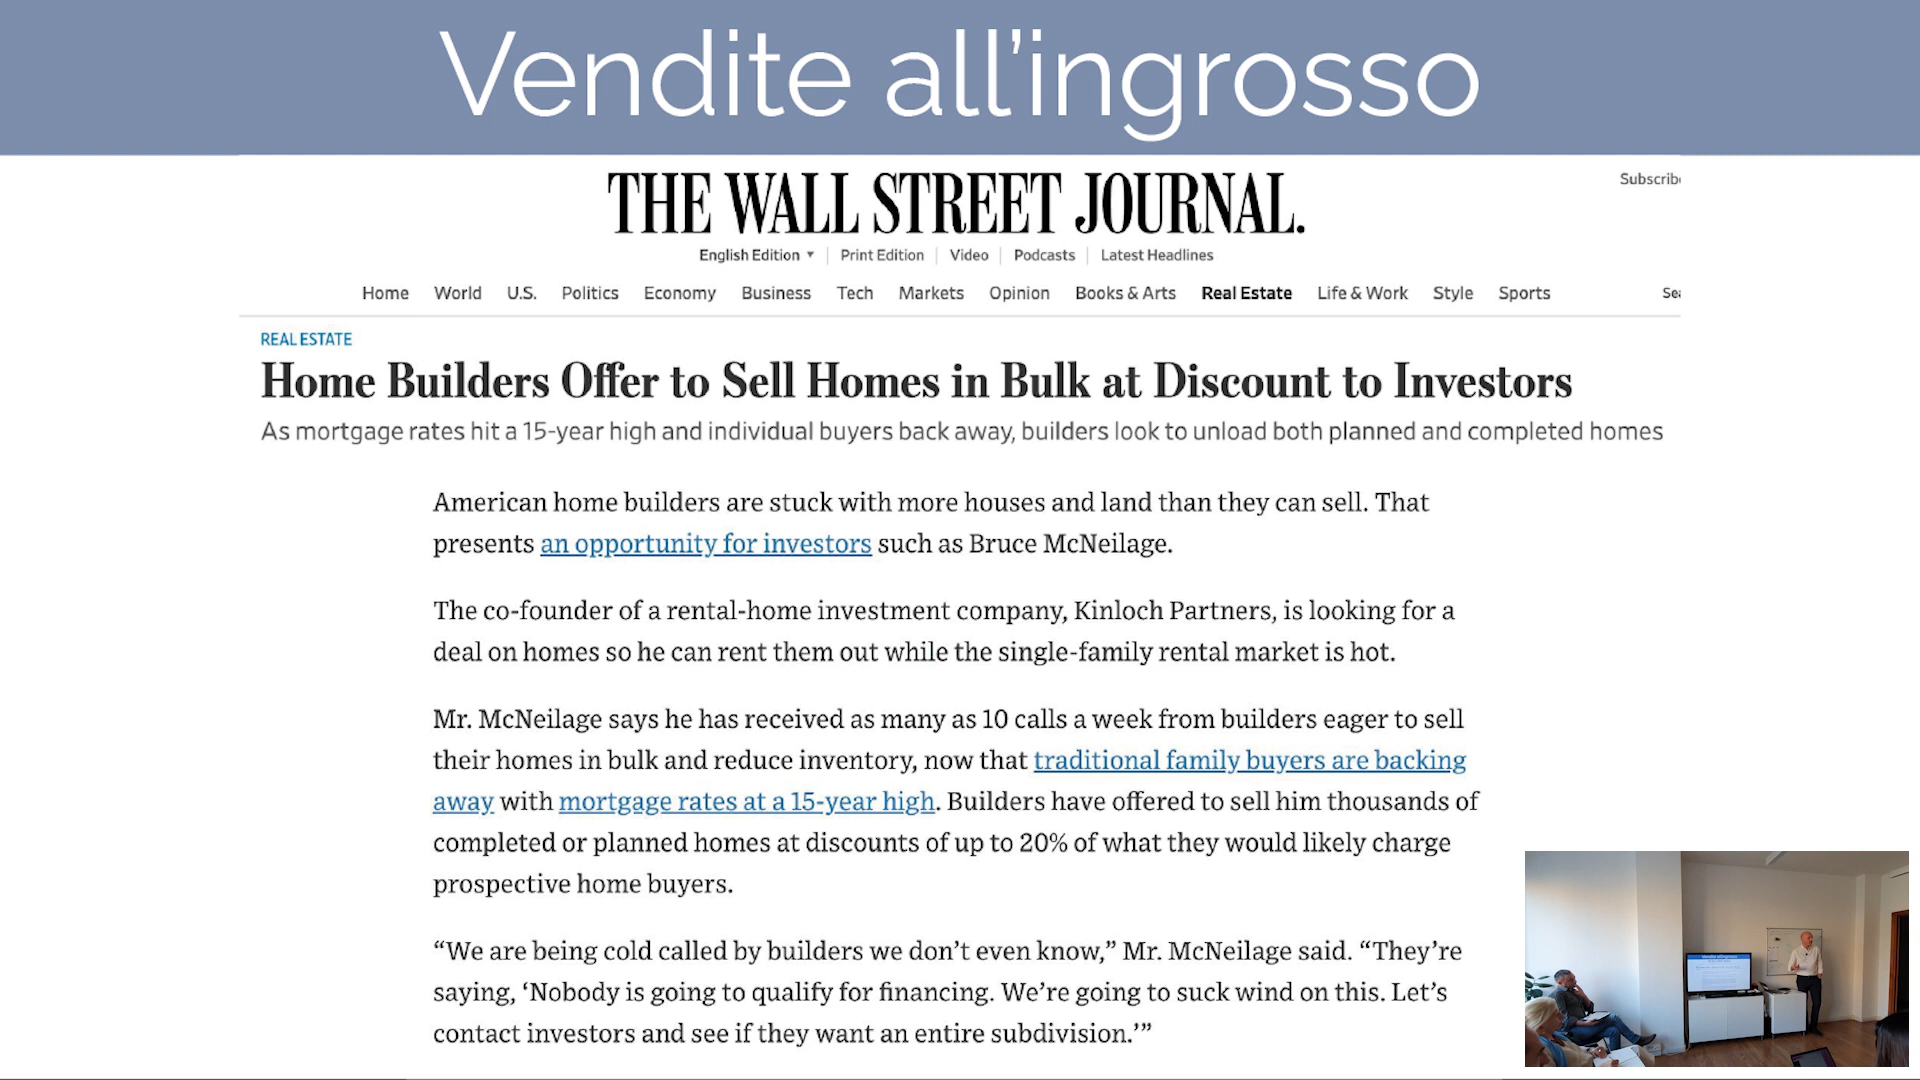 Vendite all'ingrosso
THE WALL STREET JOURNAL.
Subscrib
English Edition ▾ | Print Edition | Video | Podcasts | Latest Headlines
Home World U.S. Politics Economy Business Tech Markets Opinion Books & Arts Real Estate Life & Work Style Sports
Sea
REAL ESTATE
Home Builders Offer to Sell Homes in Bulk at Discount to Investors
As mortgage rates hit a 15-year high and individual buyers back away, builders look to unload both planned and completed homes
American home builders are stuck with more houses and land than they can sell. That
presents an opportunity for investors such as Bruce McNeilage.
The co-founder of a rental-home investment company, Kinloch Partners, is looking for a
deal on homes so he can rent them out while the single-family rental market is hot.
Mr. McNeilage says he has received as many as 10 calls a week from builders eager to sell
their homes in bulk and reduce inventory, now that traditional family buyers are backing
away with mortgage rates at a 15-year high. Builders have offered to sell him thousands of
completed or planned homes at discounts of up to 20% of what they would likely charge
prospective home buyers.
“We are being cold called by builders we don’t even know,” Mr. McNeilage said. “They’re
saying, ‘Nobody is going to qualify for financing. We’re going to suck wind on this. Let’s
contact investors and see if they want an entire subdivision.’”
Vendite all'ingrosso